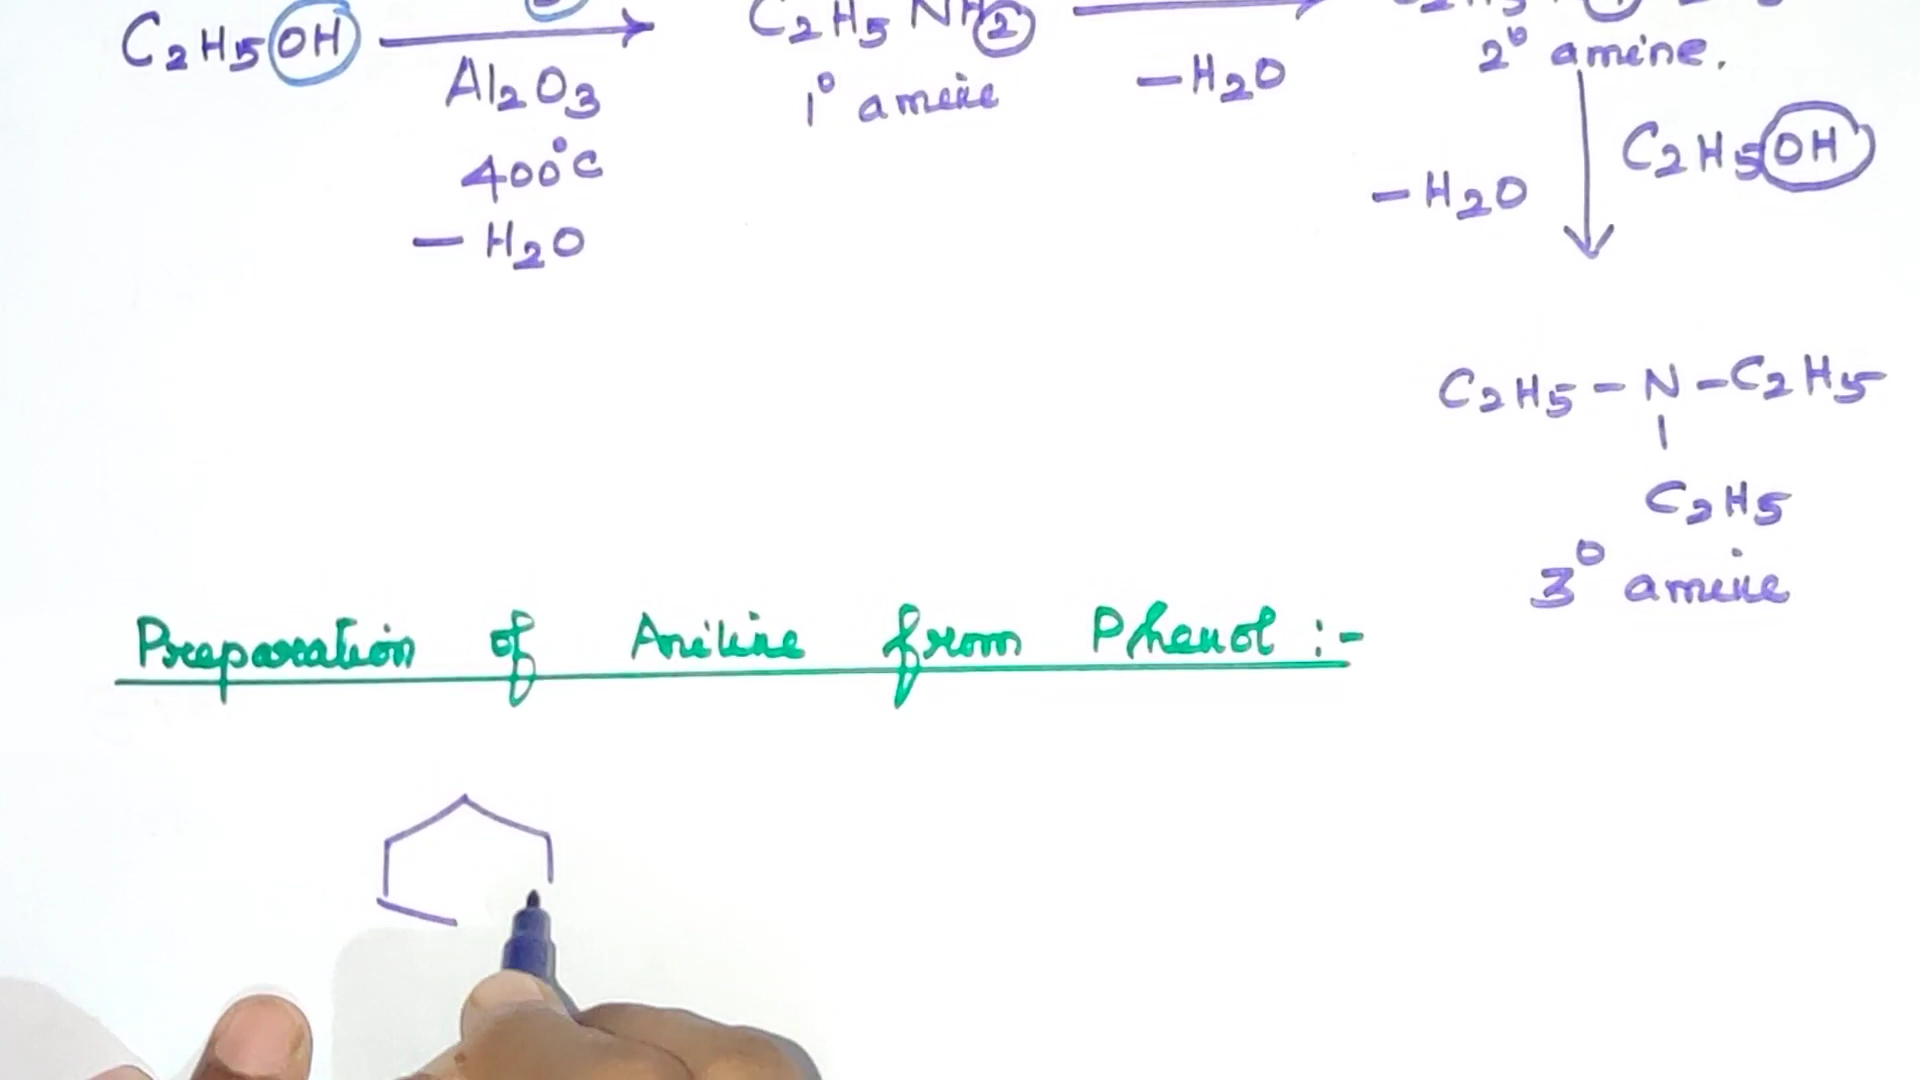 C2H5OH
Al2O3
400°C
– H2O
C2H5NH2
1° amine
–H2O
2° amine.
–H2O
C2H5OH
C2H5–N–C2H5
C2H5
3° amine
Preparation of Aniline from Phenol :-